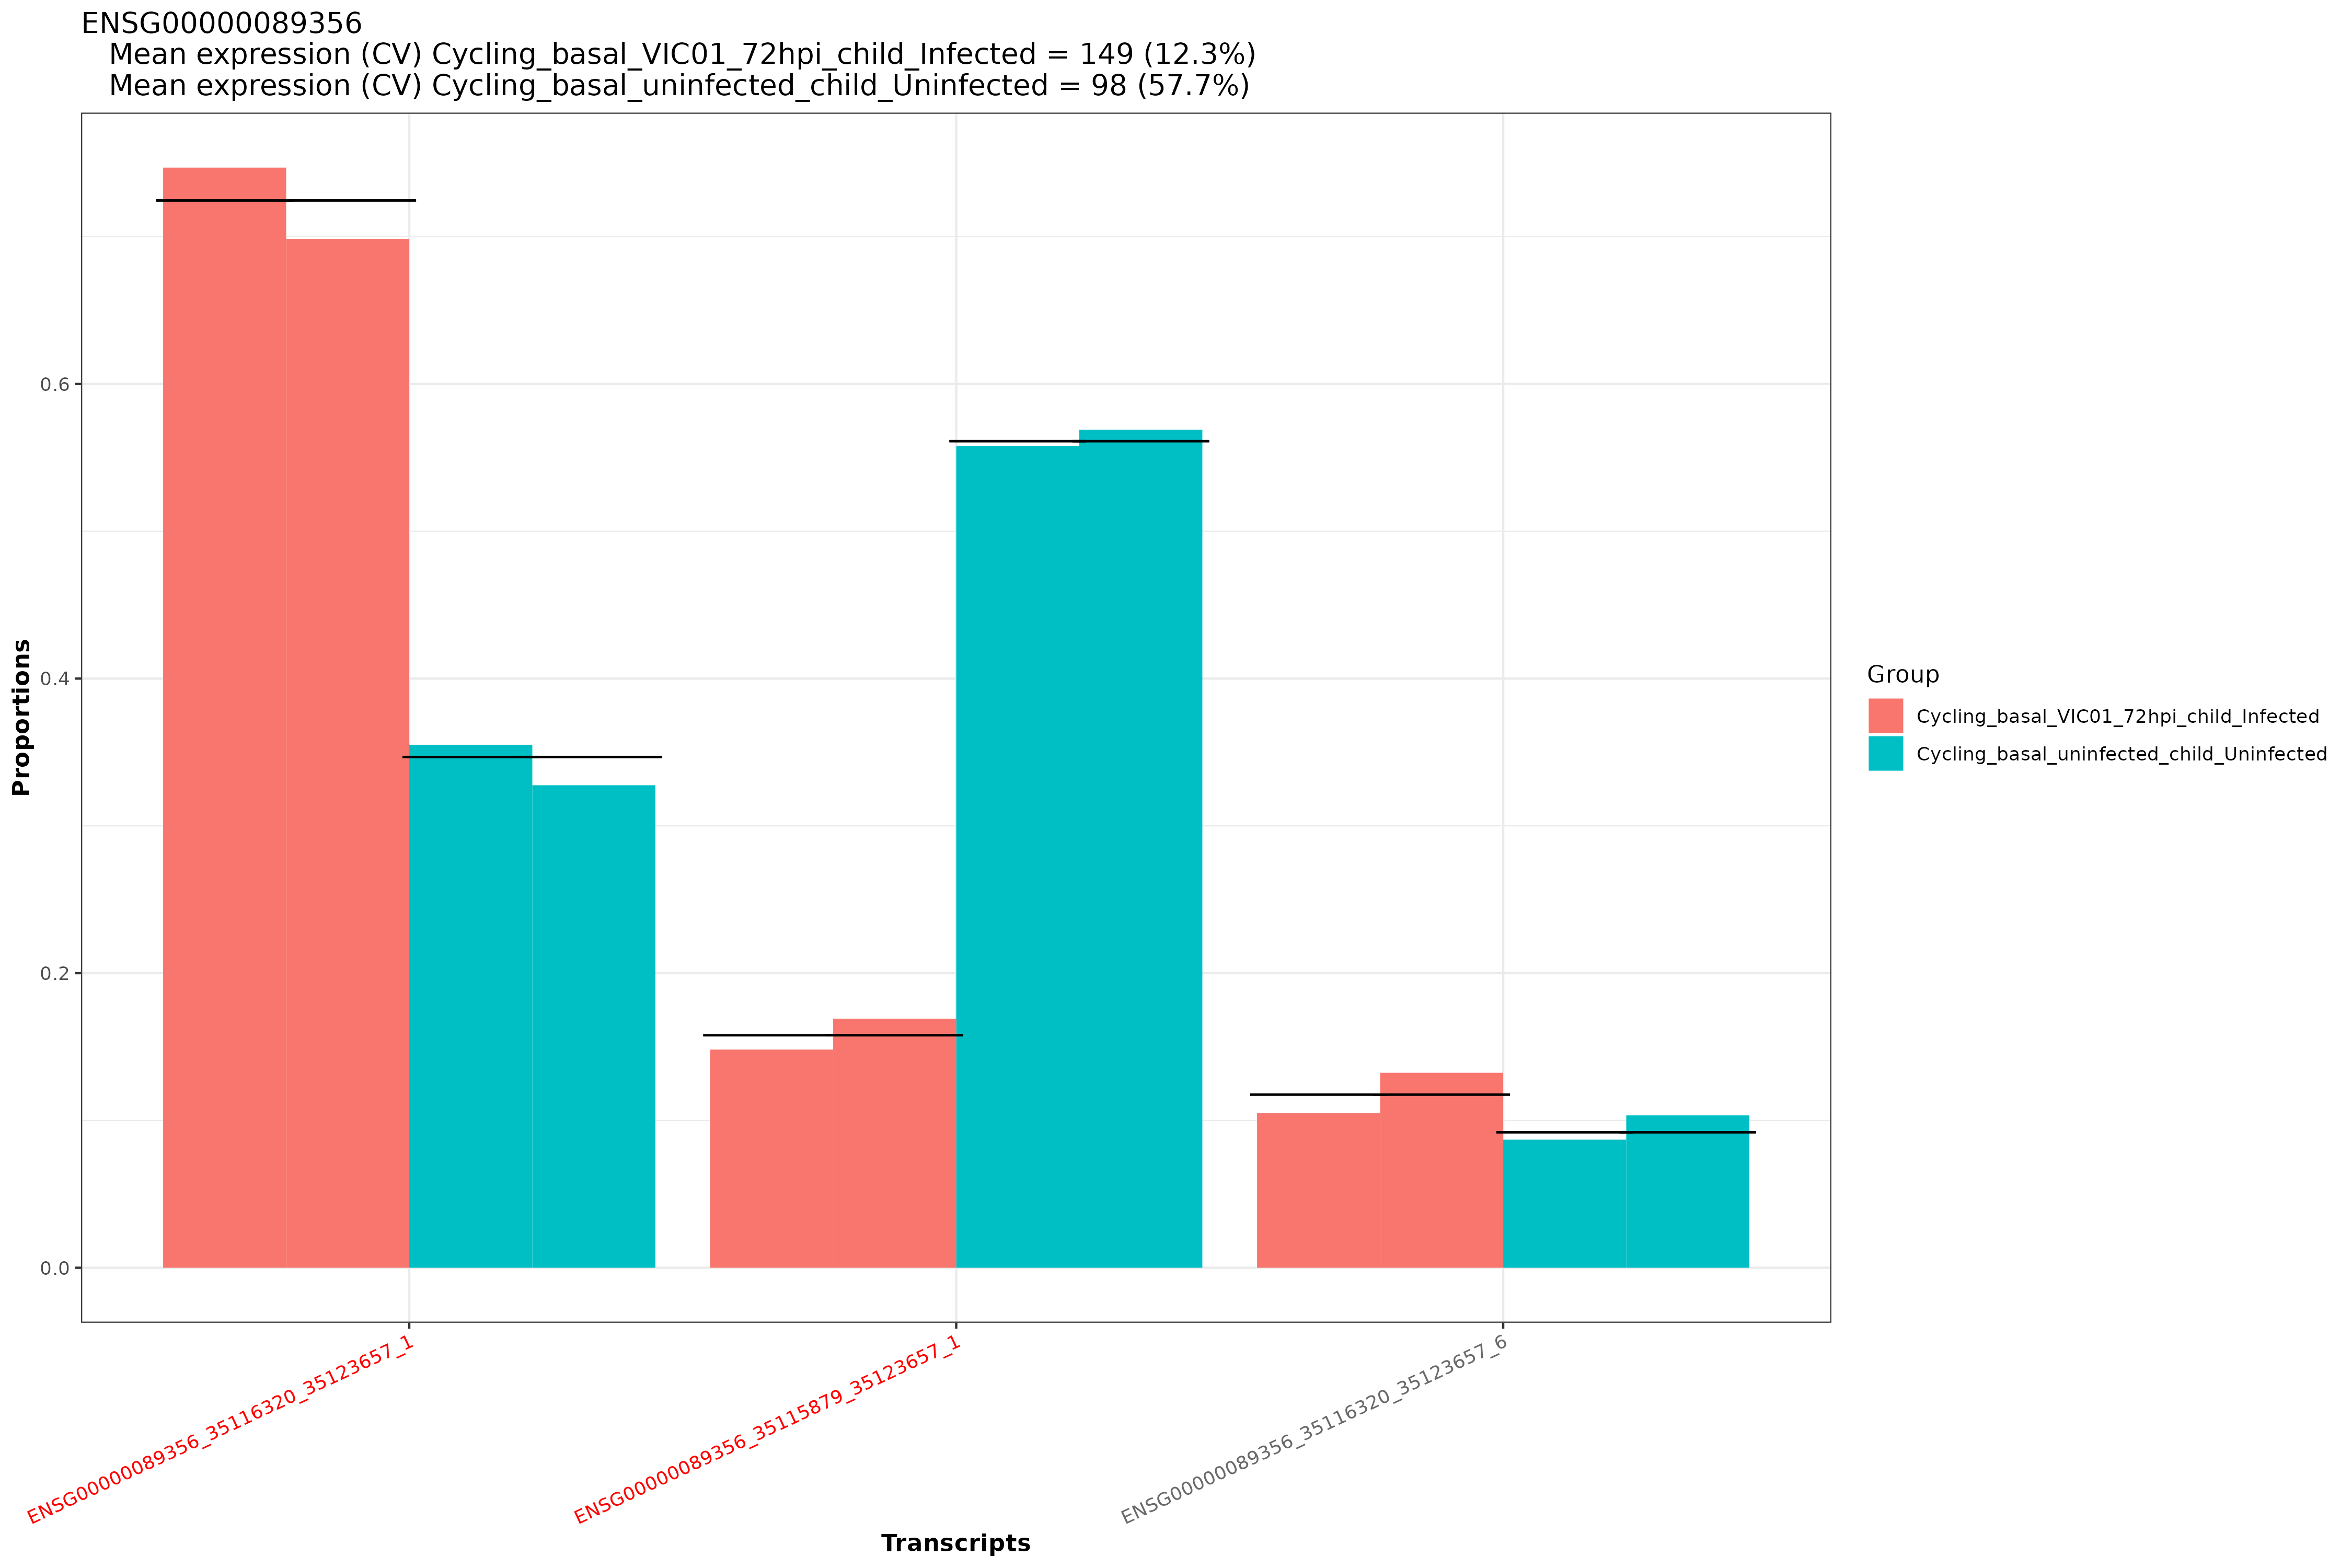 ENSG00000089356
Mean expression (CV) Cycling_basal_VIC01_72hpi_child_Infected = 149 (12.3%)
Mean expression (CV) Cycling_basal_uninfected_child_Uninfected = 98 (57.7%)
Proportions
0.6
0.4
0.2
0.0
ENSG00000089356_35116320_35123657_1
ENSG00000089356_35115879_35123657_1
ENSG00000089356_35116320_35123657_6
Transcripts
Group
Cycling_basal_VIC01_72hpi_child_Infected
Cycling_basal_uninfected_child_Uninfected